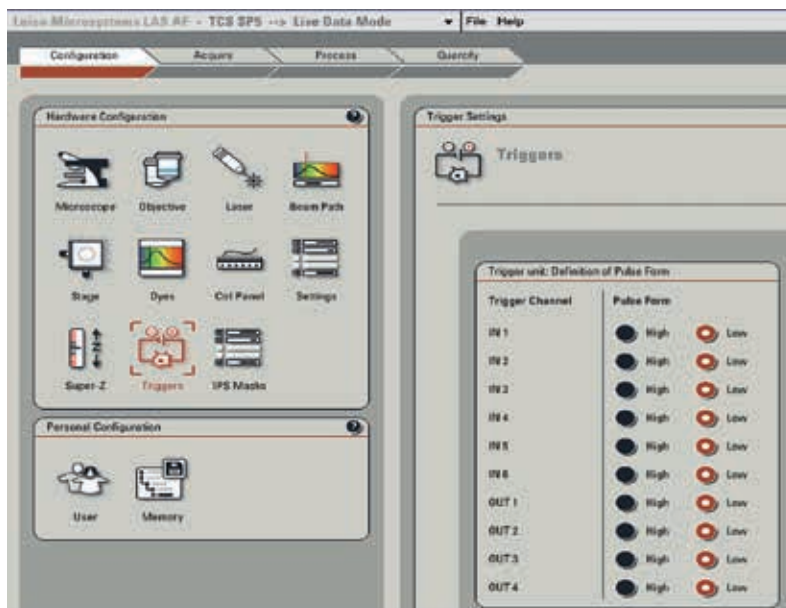 Leica Microsystems LAS AF - TCS SP5 --> Live Data Mode File Help
Configuration Acquire Process Quantify
Hardware Configuration
Microscope Objective Laser Beam Path
Stage Dyes Ctrl Panel Settings
Super-Z Triggers IPS Masks
Personal Configuration
User Memory
Trigger Settings
Triggers
Trigger unit: Definition of Pulse Form
Trigger Channel Pulse Form
IN 1 High Low
IN 2 High Low
IN 3 High Low
IN 4 High Low
IN 5 High Low
IN 6 High Low
OUT 1 High Low
OUT 2 High Low
OUT 3 High Low
OUT 4 High Low